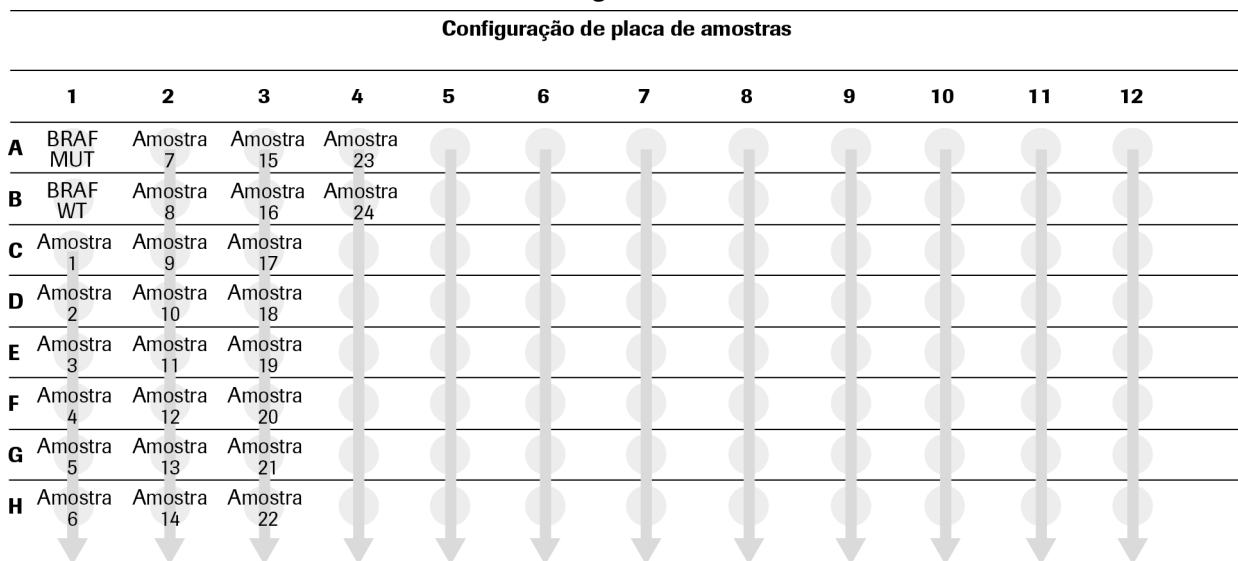 Configuração de placa de amostras
1 2 3 4 5 6 7 8 9 10 11 12
A BRAF MUT Amostra 7 Amostra 15 Amostra 23
B BRAF WT Amostra 8 Amostra 16 Amostra 24
C Amostra 1 Amostra 9 Amostra 17
D Amostra 2 Amostra 10 Amostra 18
E Amostra 3 Amostra 11 Amostra 19
F Amostra 4 Amostra 12 Amostra 20
G Amostra 5 Amostra 13 Amostra 21
H Amostra 6 Amostra 14 Amostra 22